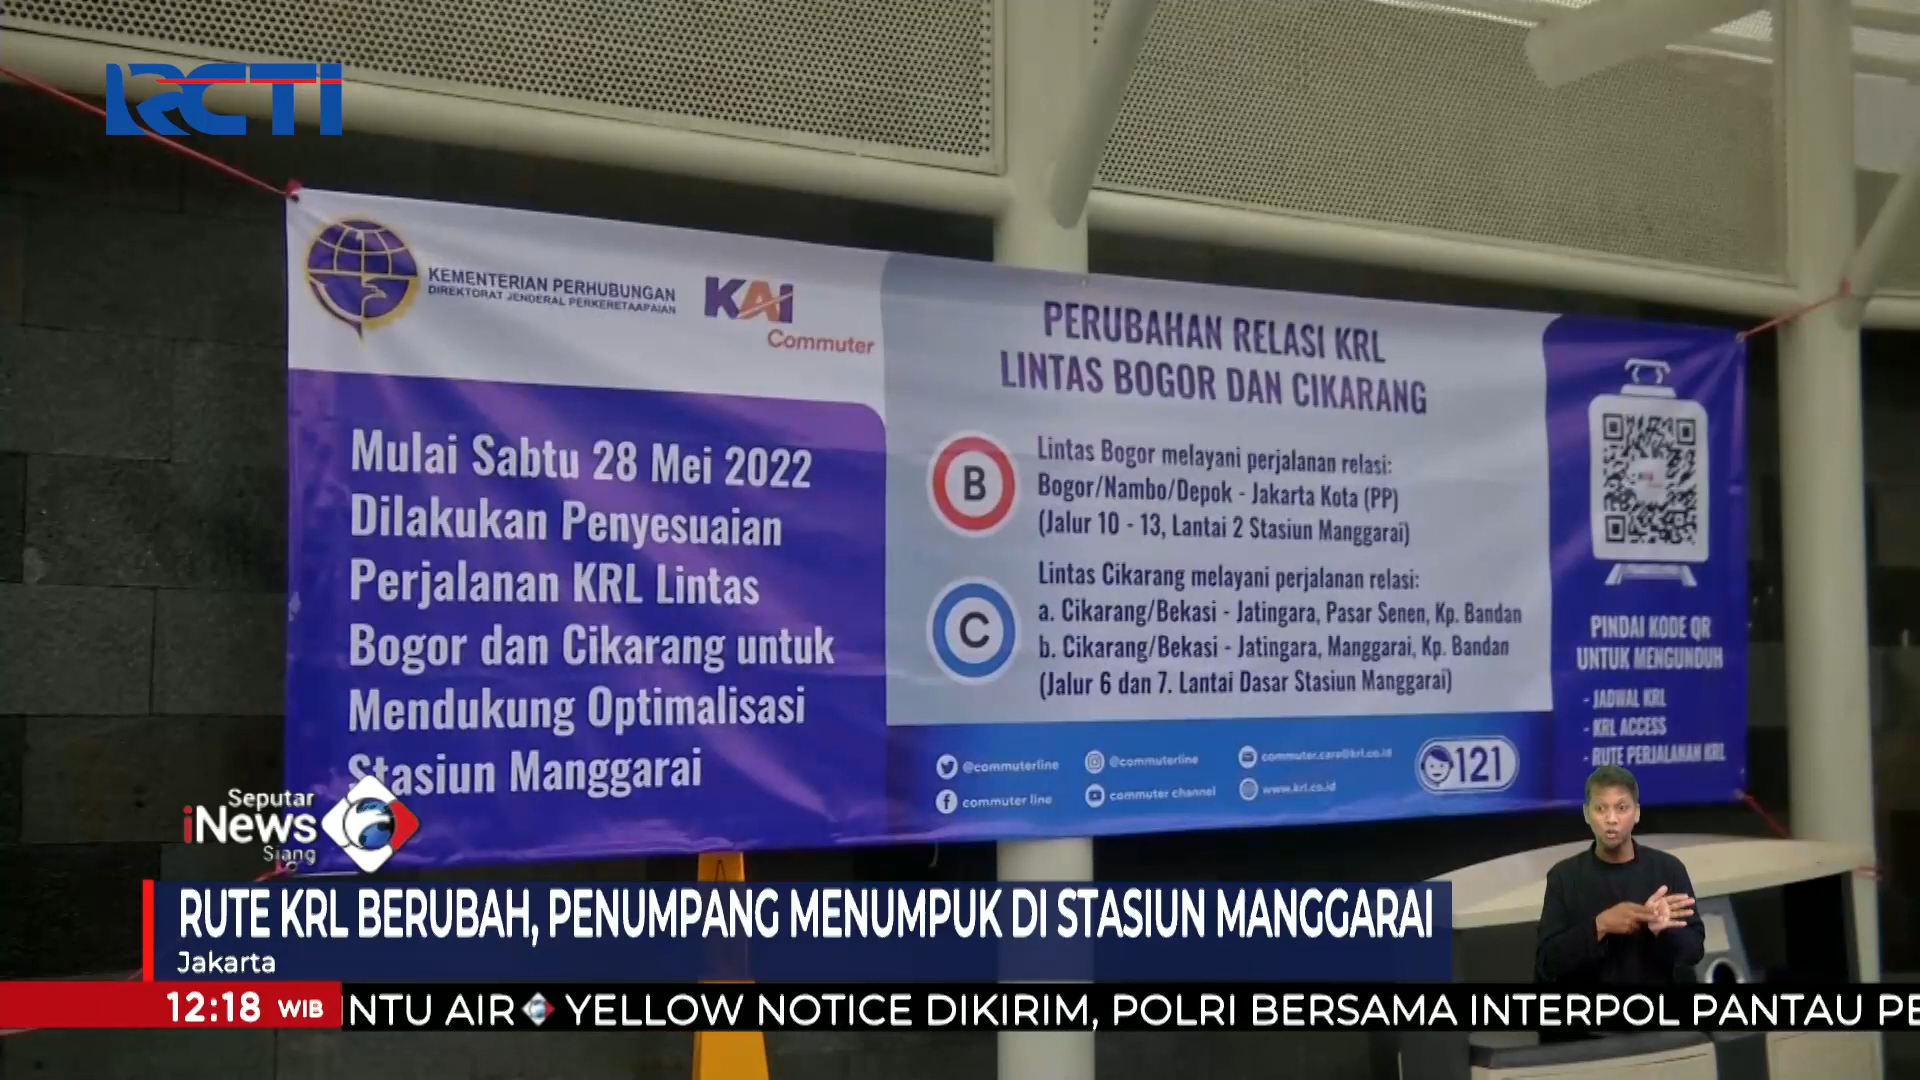 RCTI
KEMENTERIAN PERHUBUNGAN
DIREKTORAT JENDERAL PERKERETAAPIAN
KAI
Commuter
Mulai Sabtu 28 Mei 2022
Dilakukan Penyesuaian
Perjalanan KRL Lintas
Bogor dan Cikarang untuk
Mendukung Optimalisasi
Stasiun Manggarai
PERUBAHAN RELASI KRL
LINTAS BOGOR DAN CIKARANG
B
Lintas Bogor melayani perjalanan relasi:
Bogor/Nambo/Depok - Jakarta Kota (PP)
(Jalur 10 - 13, Lantai 2 Stasiun Manggarai)
C
Lintas Cikarang melayani perjalanan relasi:
a. Cikarang/Bekasi - Jatingara, Pasar Senen, Kp. Bandan
b. Cikarang/Bekasi - Jatingara, Manggarai, Kp. Bandan
(Jalur 6 dan 7. Lantai Dasar Stasiun Manggarai)
@commuterline @commuterline commuter.care@krl.co.id
commuter line commuter channel www.krl.co.id
121
PINDAI KODE QR
UNTUK MENGUNDUH
- JADWAL KRL
- KRL ACCESS
- RUTE PERJALANAN KRL
Seputar
iNews
Siang
RUTE KRL BERUBAH, PENUMPANG MENUMPUK DI STASIUN MANGGARAI
Jakarta
12:18 WIB INTU AIR YELLOW NOTICE DIKIRIM, POLRI BERSAMA INTERPOL PANTAU PE